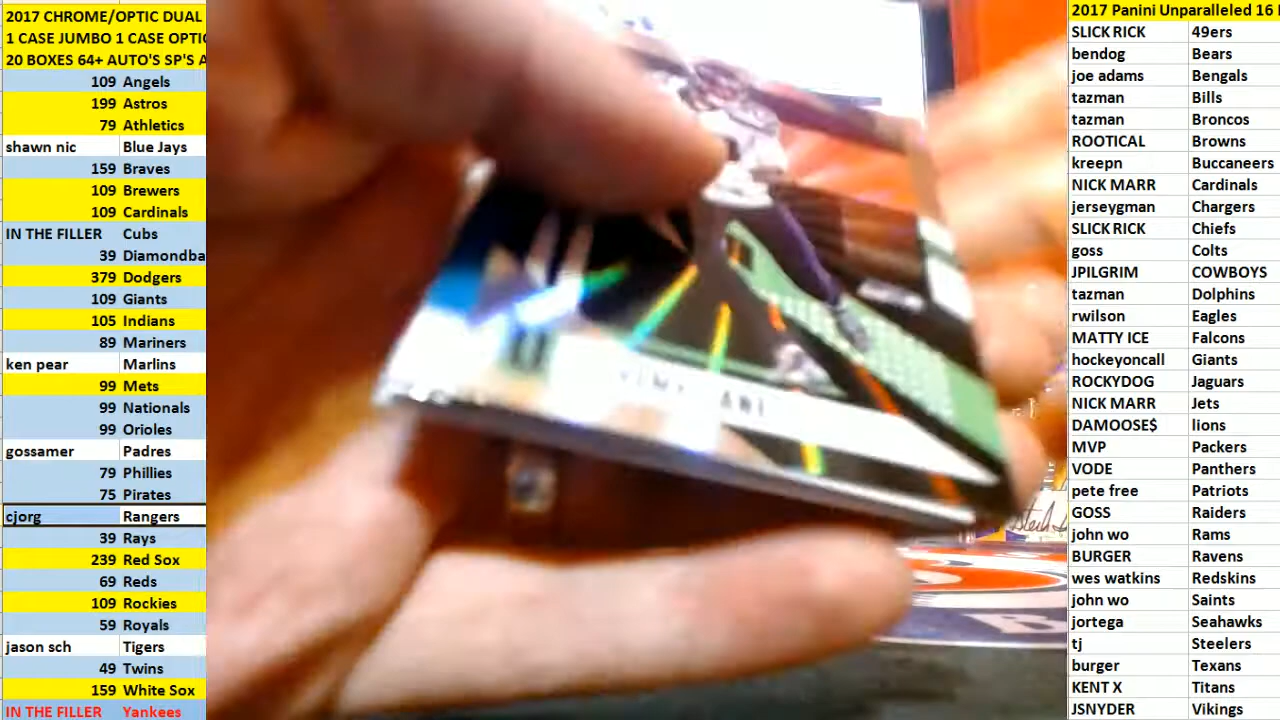 2017 CHROME/OPTIC DUAL
1 CASE JUMBO 1 CASE OPTIC
20 BOXES 64+ AUTO'S SP'S A
109 Angels
199 Astros
79 Athletics
shawn nic Blue Jays
159 Braves
109 Brewers
109 Cardinals
IN THE FILLER Cubs
39 Diamondba
379 Dodgers
109 Giants
105 Indians
89 Mariners
ken pear Marlins
99 Mets
99 Nationals
99 Orioles
gossamer Padres
79 Phillies
75 Pirates
cjorg Rangers
39 Rays
239 Red Sox
69 Reds
109 Rockies
59 Royals
jason sch Tigers
49 Twins
159 White Sox
IN THE FILLER Yankees
2017 Panini Unparalleled 16
SLICK RICK 49ers
bendog Bears
joe adams Bengals
tazman Bills
tazman Broncos
ROOTICAL Browns
kreepn Buccaneers
NICK MARR Cardinals
jerseygman Chargers
SLICK RICK Chiefs
goss Colts
JPILGRIM COWBOYS
tazman Dolphins
rwilson Eagles
MATTY ICE Falcons
hockeyoncall Giants
ROCKYDOG Jaguars
NICK MARR Jets
DAMOOSE$ lions
MVP Packers
VODE Panthers
pete free Patriots
GOSS Raiders
john wo Rams
BURGER Ravens
wes watkins Redskins
john wo Saints
jortega Seahawks
tj Steelers
burger Texans
KENT X Titans
JSNYDER Vikings